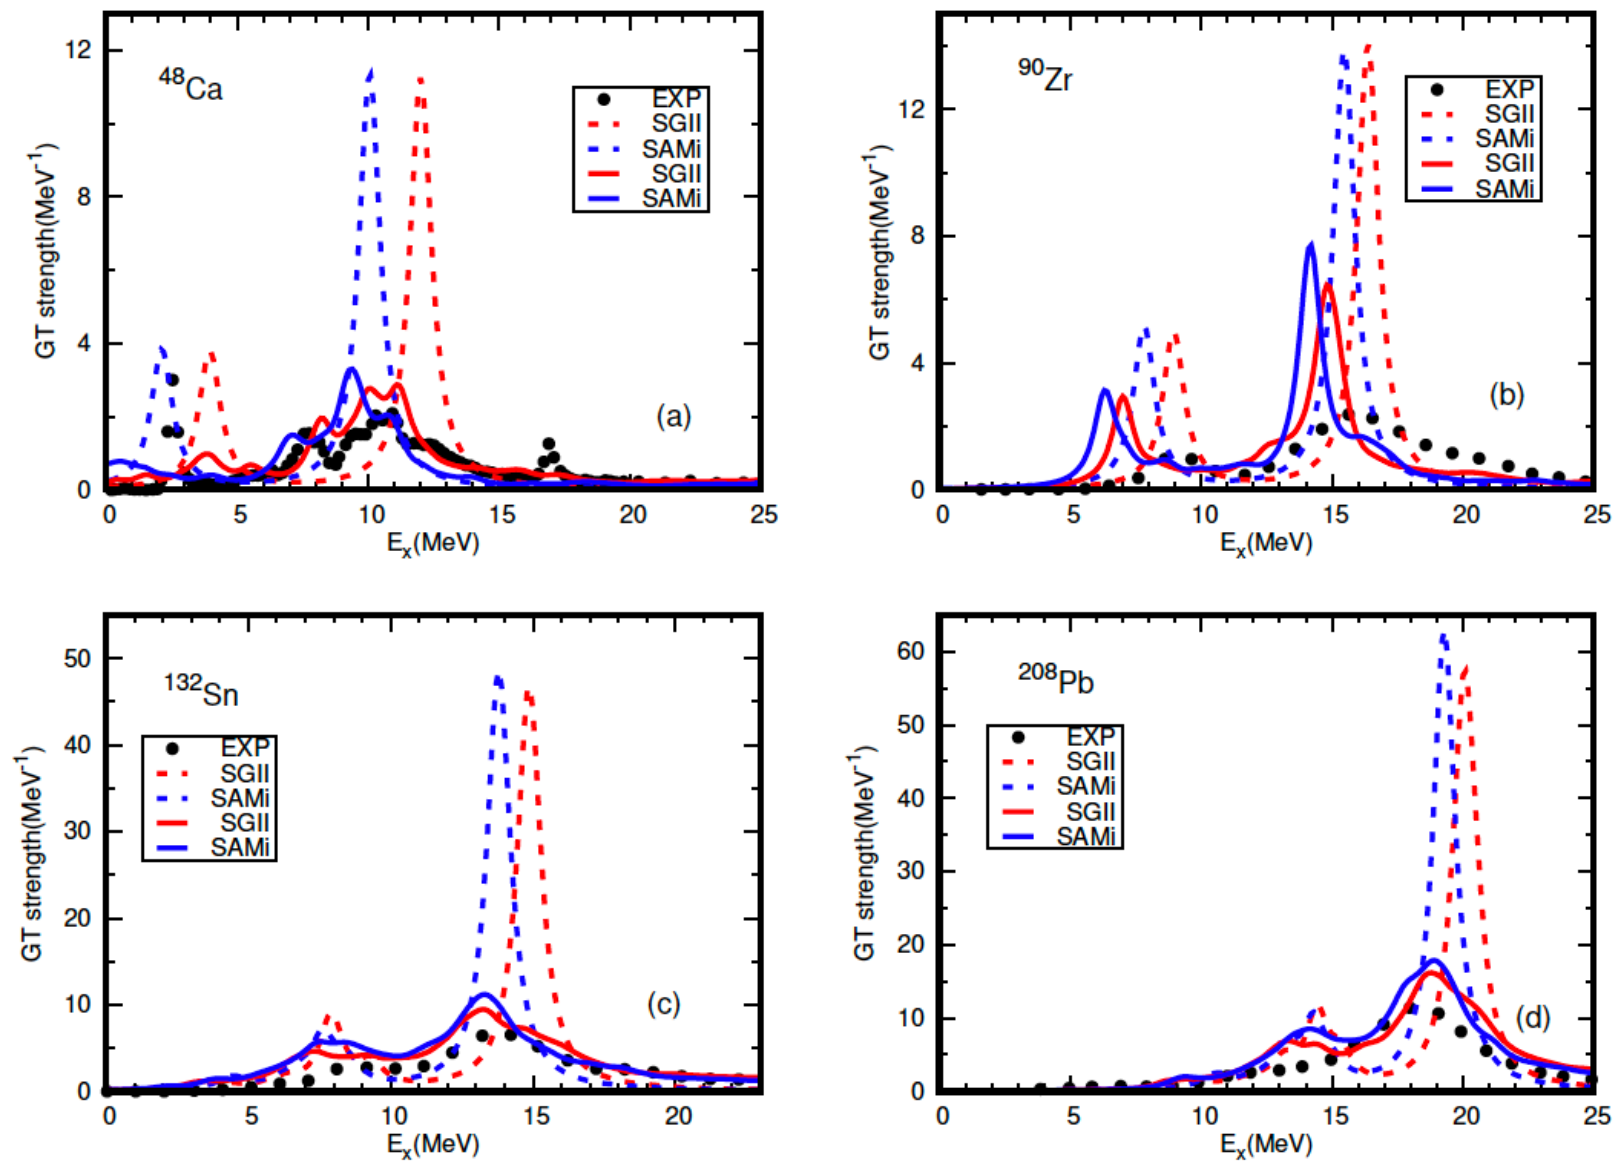 12
8
4
0
GT strength(MeV⁻¹)
⁴⁸Ca
EXP
SGII
SAMi
SGII
SAMi
(a)
0 5 10 15 20 25
Eₓ(MeV)
12
8
4
0
GT strength(MeV⁻¹)
⁹⁰Zr
EXP
SGII
SAMi
SGII
SAMi
(b)
0 5 10 15 20 25
Eₓ(MeV)
50
40
30
20
10
0
GT strength(MeV⁻¹)
¹³²Sn
EXP
SGII
SAMi
SGII
SAMi
(c)
0 5 10 15 20
Eₓ(MeV)
60
50
40
30
20
10
0
GT strength(MeV⁻¹)
²⁰⁸Pb
EXP
SGII
SAMi
SGII
SAMi
(d)
0 5 10 15 20 25
Eₓ(MeV)